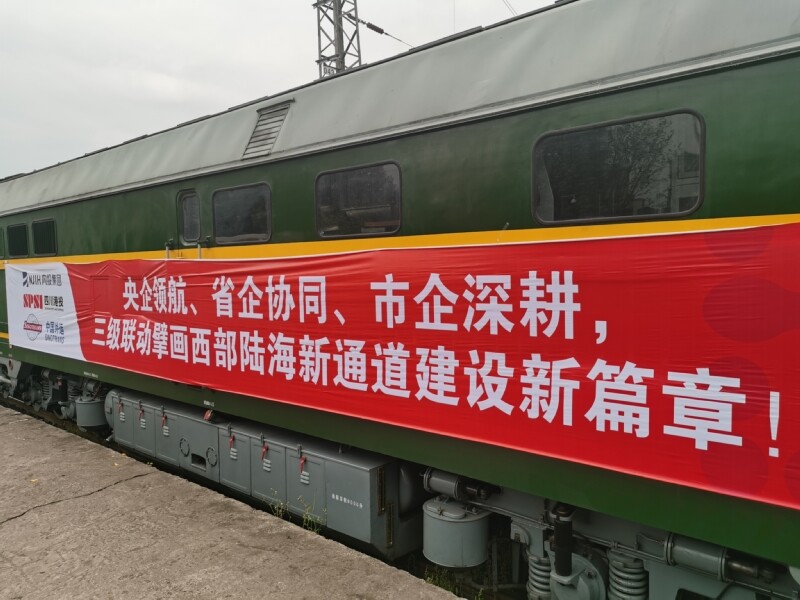 NJIH 内投集团
SPSI 四川港投
中国外运
SINOTRANS
央企领航、省企协同、市企深耕，
三级联动擘画西部陆海新通道建设新篇章！